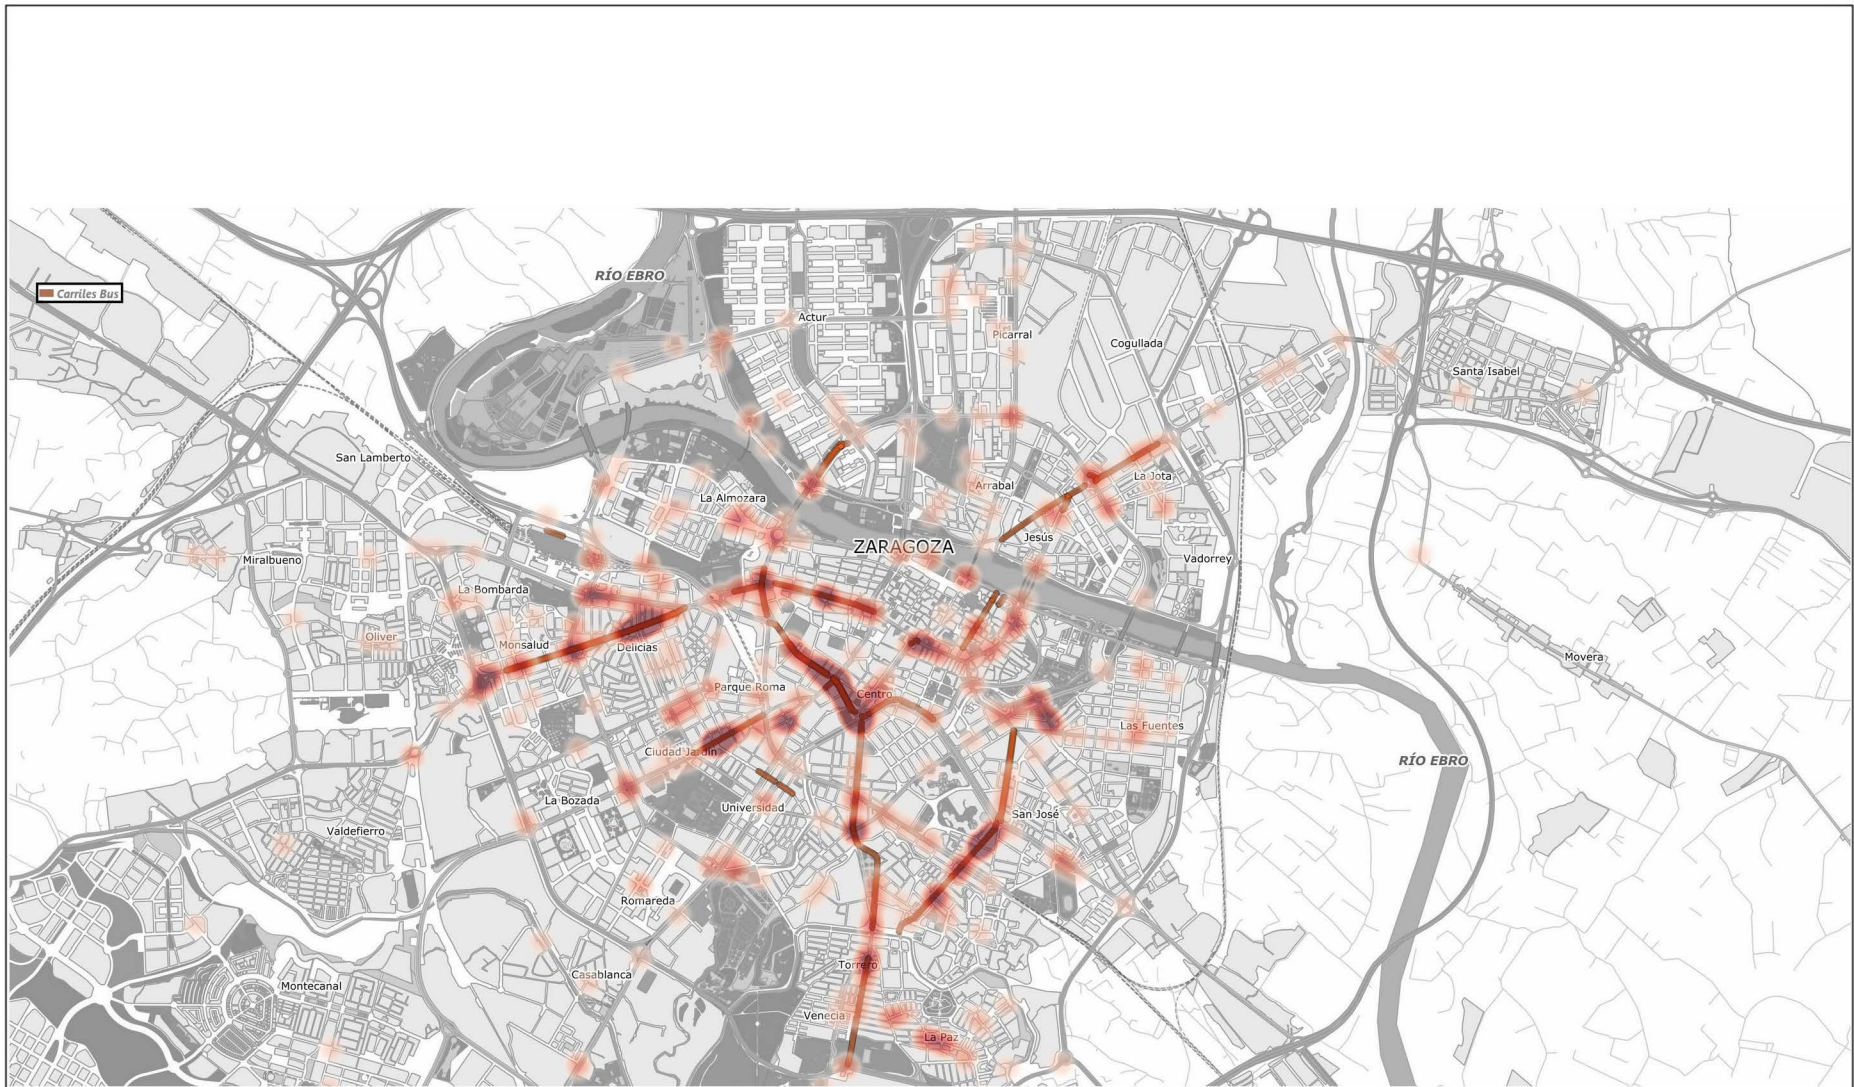 RÍO EBRO
Carriles Bus
Actur
Picarral
Cogullada
Santa Isabel
San Lamberto
La Almozara
Arrabal
La Jota
ZARAGOZA
Jesús
Miralbueno
Vadorrey
La Bombarda
Oliver
Monsalud
Delicias
Movera
Parque Roma
Centro
Las Fuentes
Ciudad Jardín
RÍO EBRO
La Bozada
Universidad
San José
Valdefierro
Romareda
Torrero
Casablanca
Montecanal
Venecia
La Paz